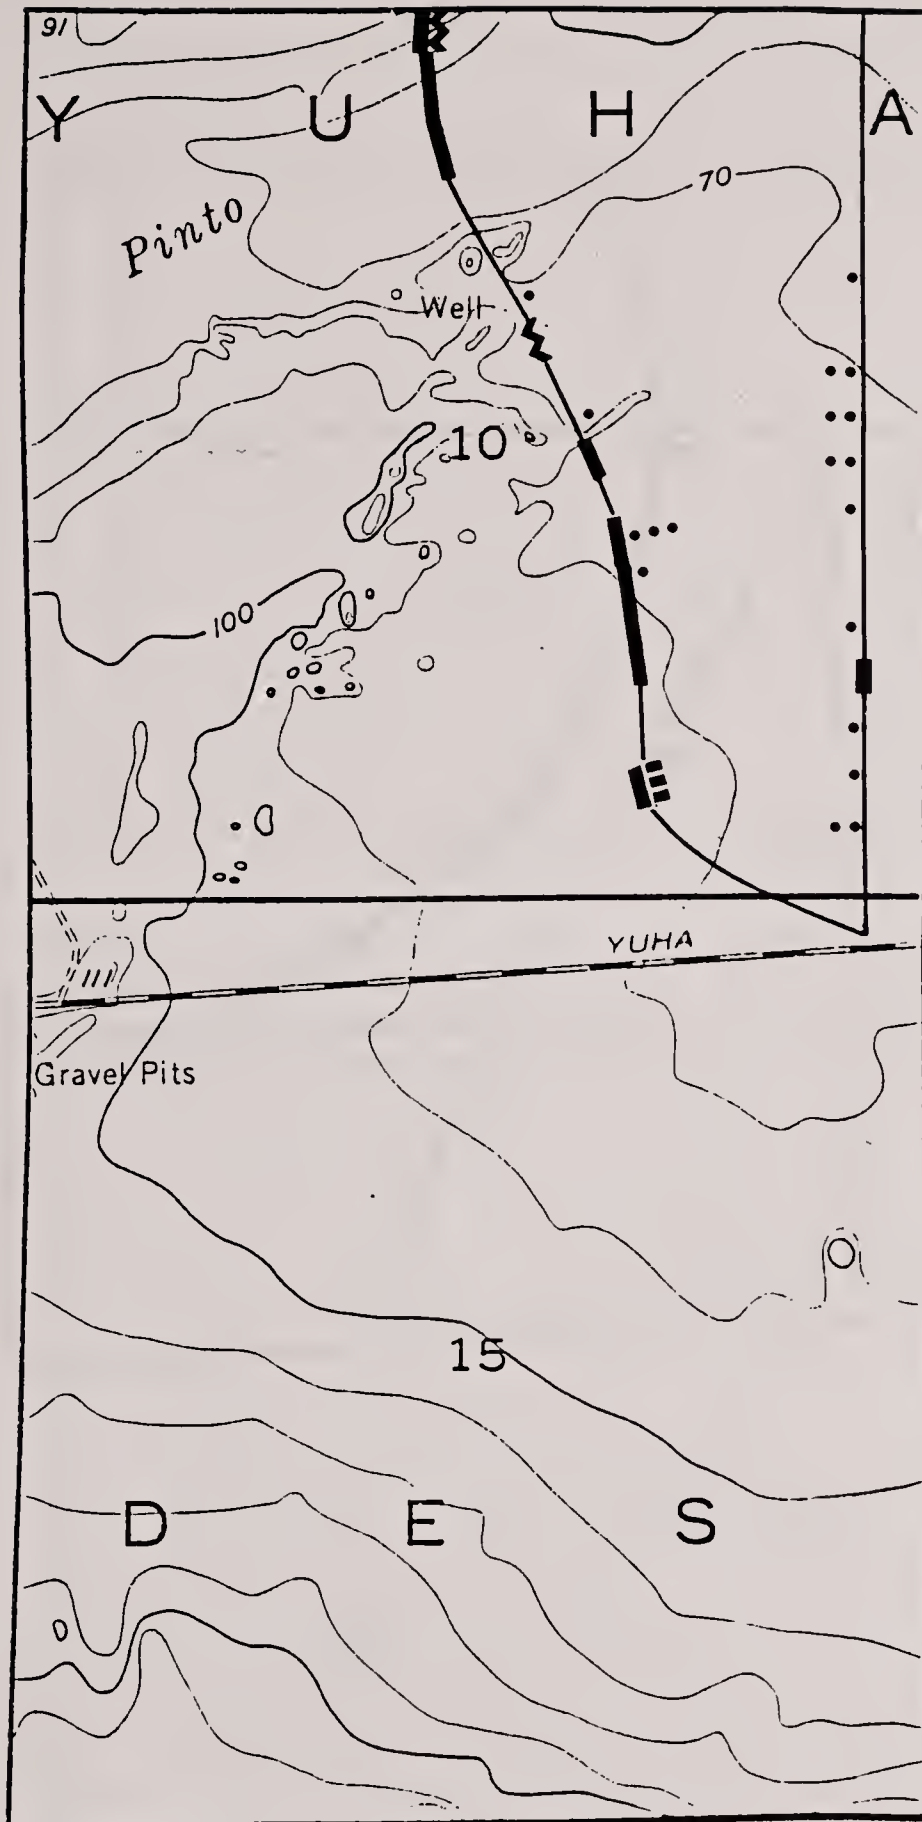 91
Y U H A
70
Pinto
Well
10
100
YUHA
Gravel Pits
15
D E S